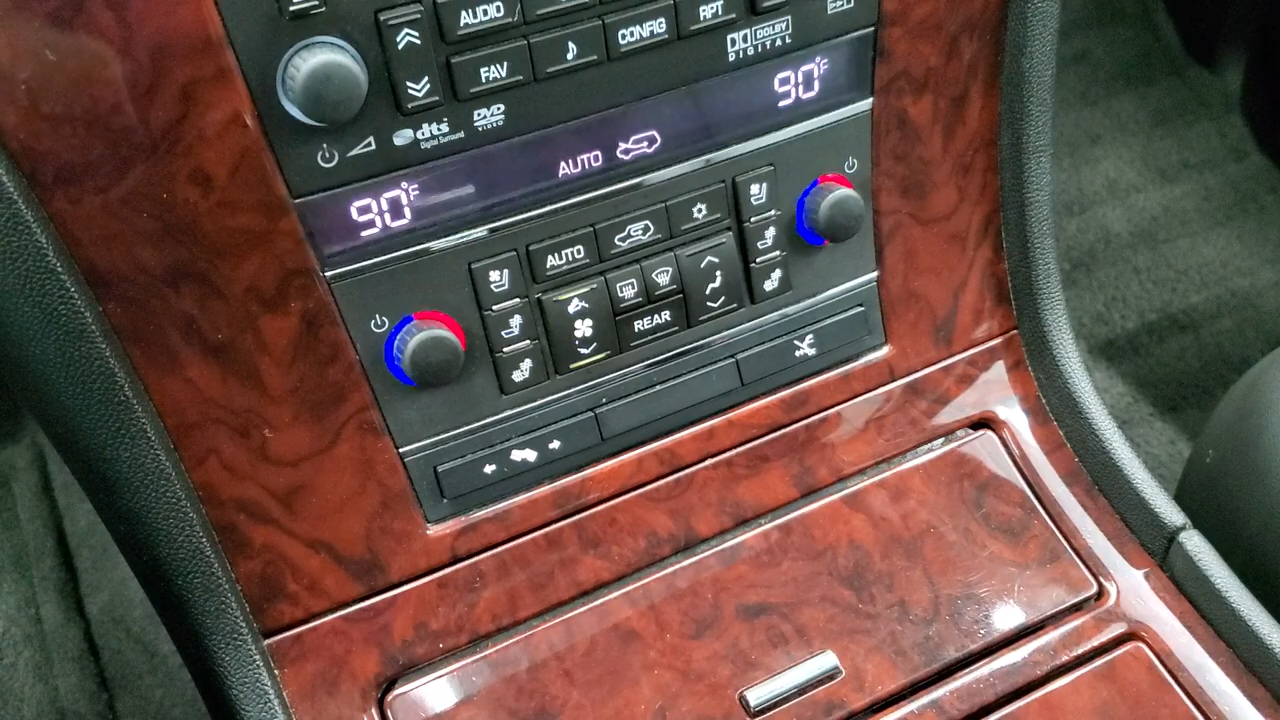 AUDIO
CONFIG
RPT
FAV
DOLBY
DIGITAL
dts
Digital Surround
DVD
VIDEO
90°F
AUTO
90°F
AUTO
REAR